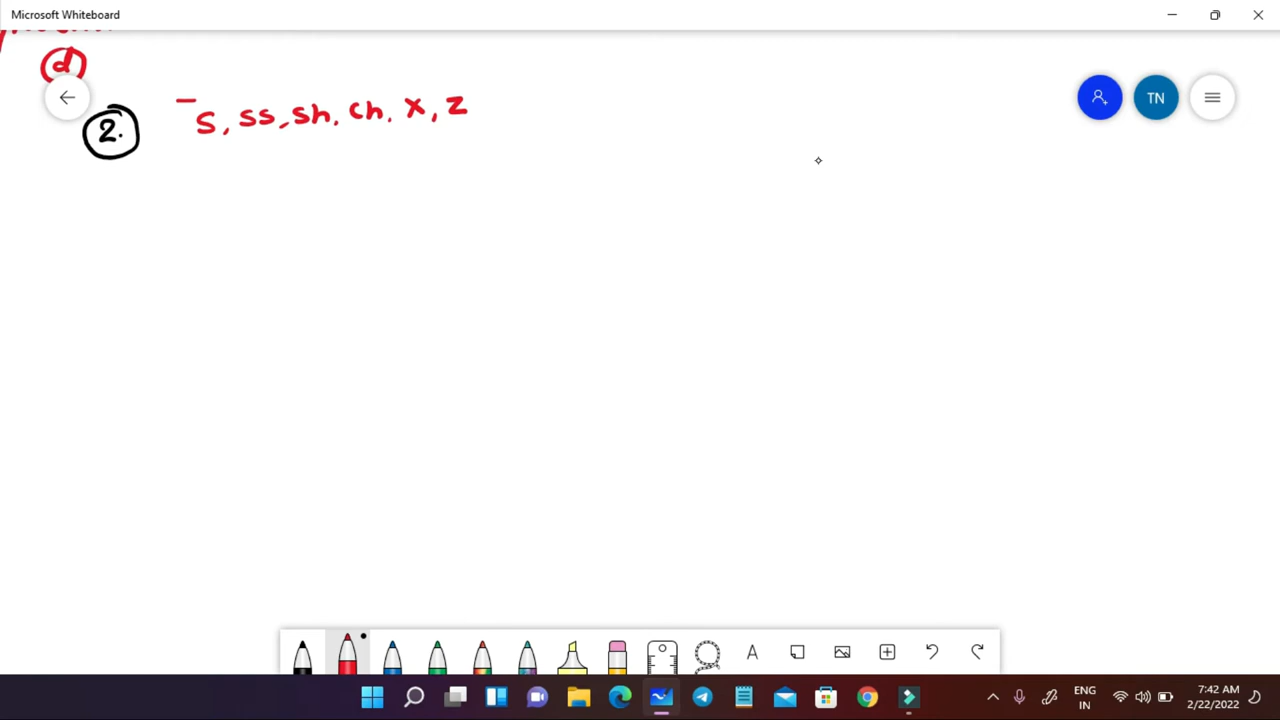 Microsoft Whiteboard
d
2.
- s, ss, sh, ch, x, z
TN
A
ENG
IN
7:42 AM
2/22/2022